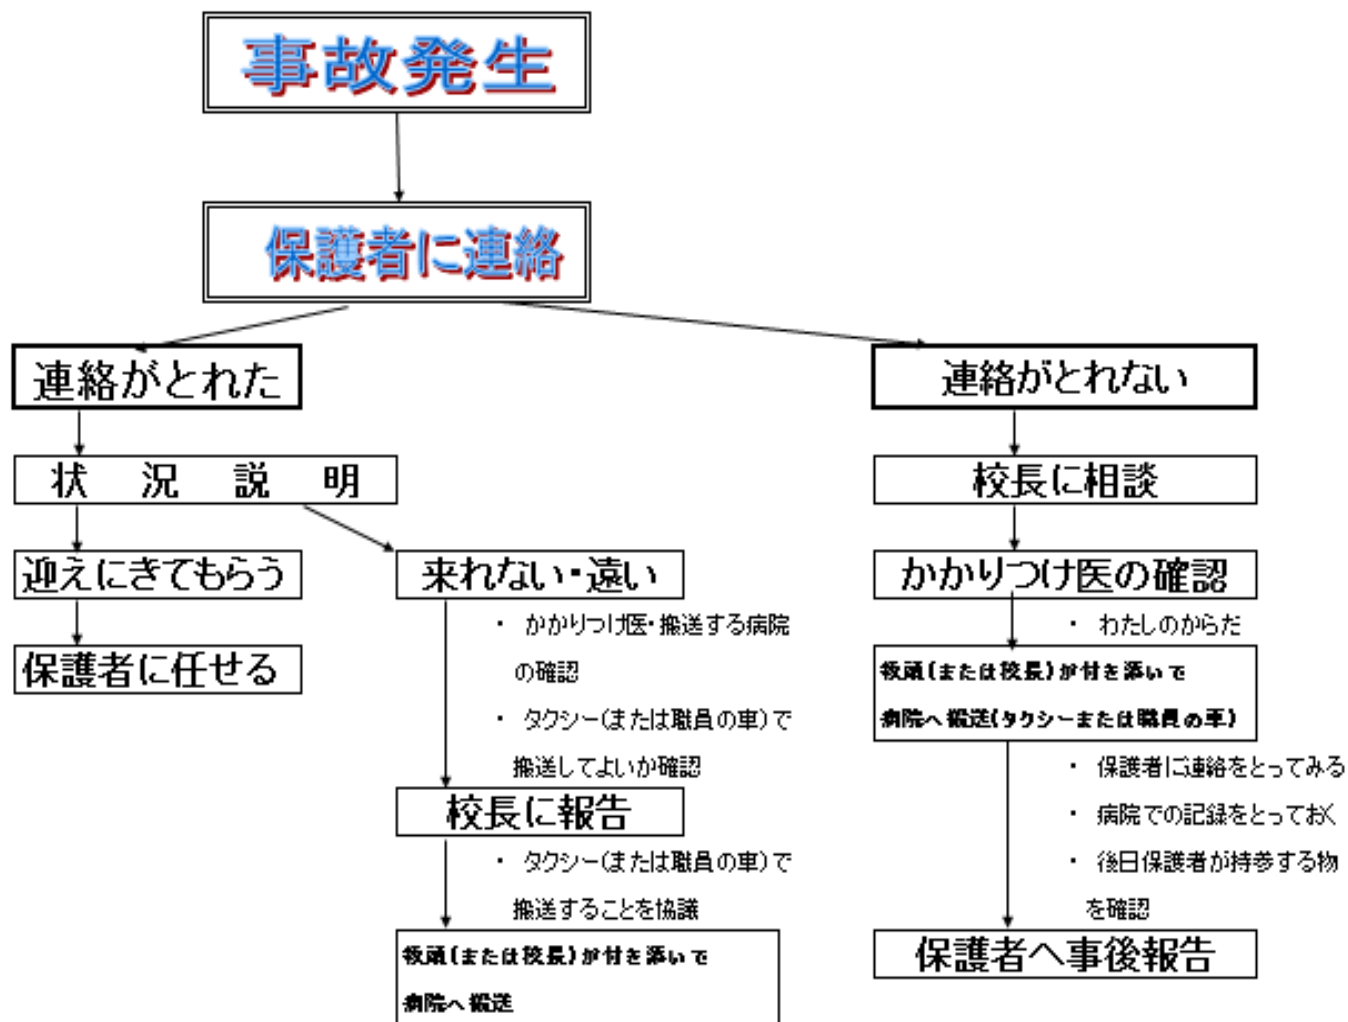 事故発生
保護者に連絡
連絡がとれた
状 況 説 明
迎えにきてもらう
保護者に任せる
来れない・遠い
・ かかりつけ医・搬送する病院
の確認
・ タクシー(または職員の車)で
搬送してよいか確認
校長に報告
・ タクシー(または職員の車)で
搬送することを協議
教頭(または校長)が付き添いで
病院へ搬送
連絡がとれない
校長に相談
かかりつけ医の確認
・ わたしのからだ
教頭(または校長)が付き添いで
病院へ搬送(タクシーまたは職員の車)
・ 保護者に連絡をとってみる
・ 病院での記録をとっておく
・ 後日保護者が持参する物
を確認
保護者へ事後報告